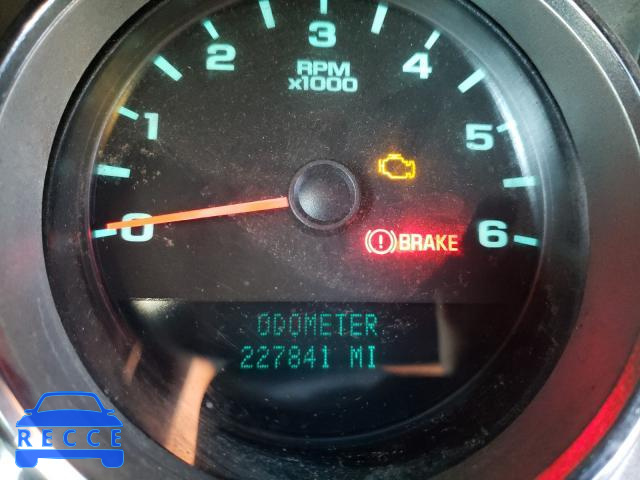 0
1
2
3
4
5
6
RPM
x1000
BRAKE
ODOMETER
227841 MI
RECCE